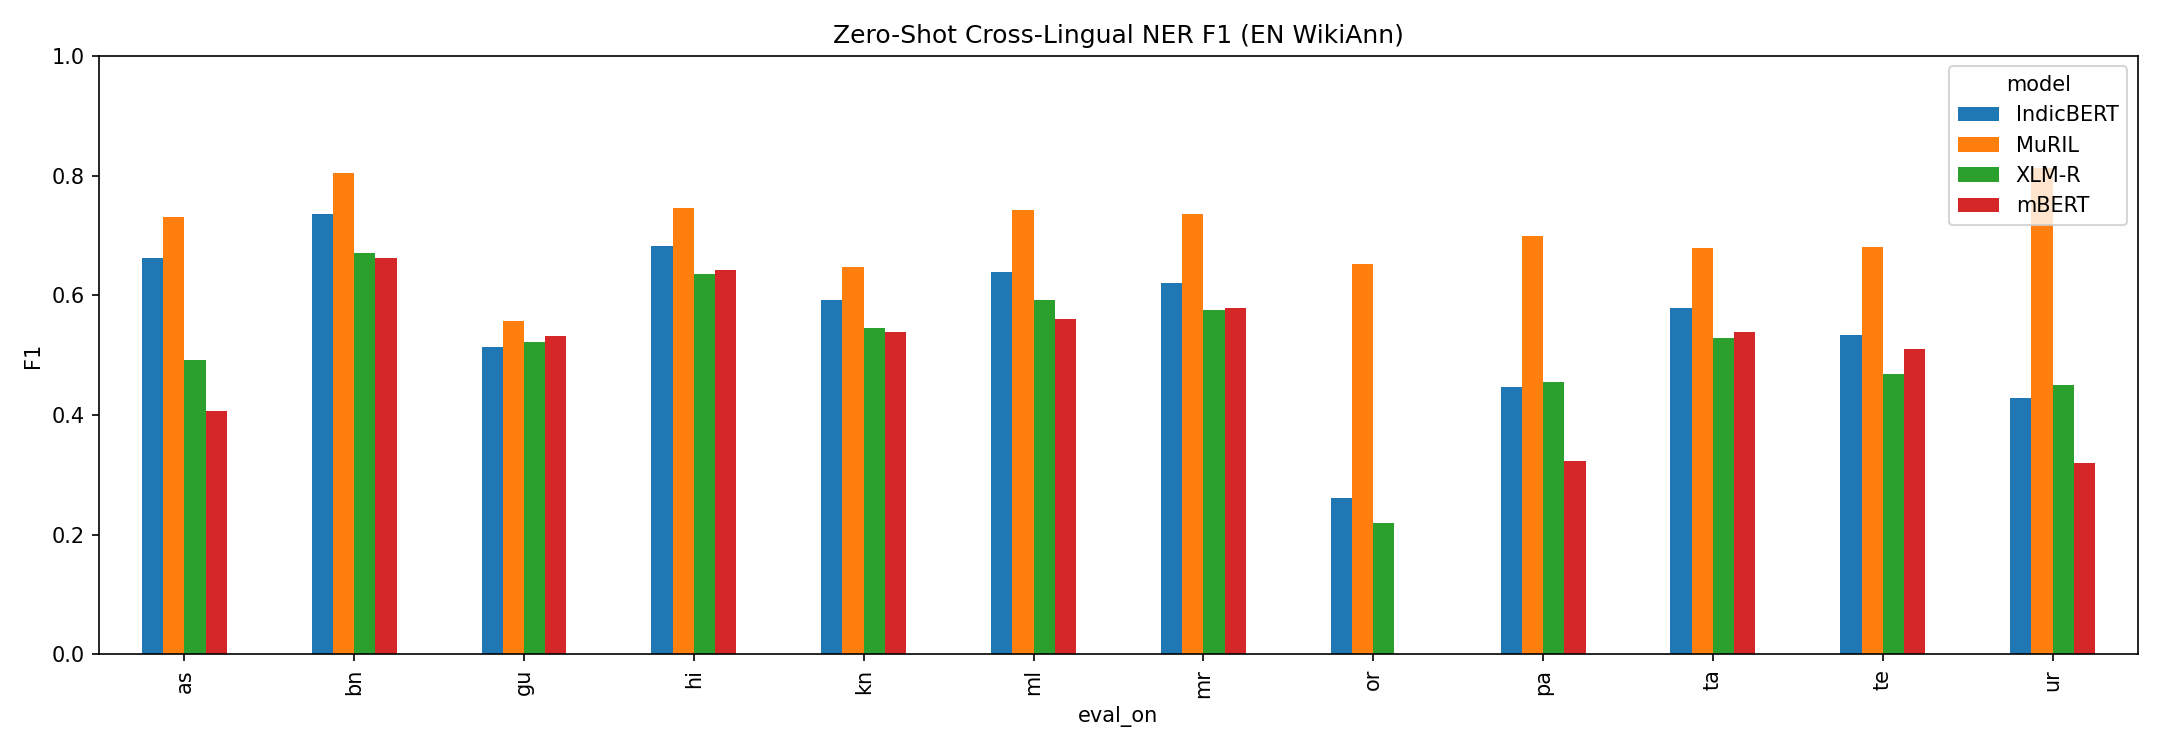 Zero-Shot Cross-Lingual NER F1 (EN WikiAnn)
model
IndicBERT
MuRIL
XLM-R
mBERT
F1
1.0
0.8
0.6
0.4
0.2
0.0
as
bn
gu
hi
kn
ml
mr
or
pa
ta
te
ur
eval_on